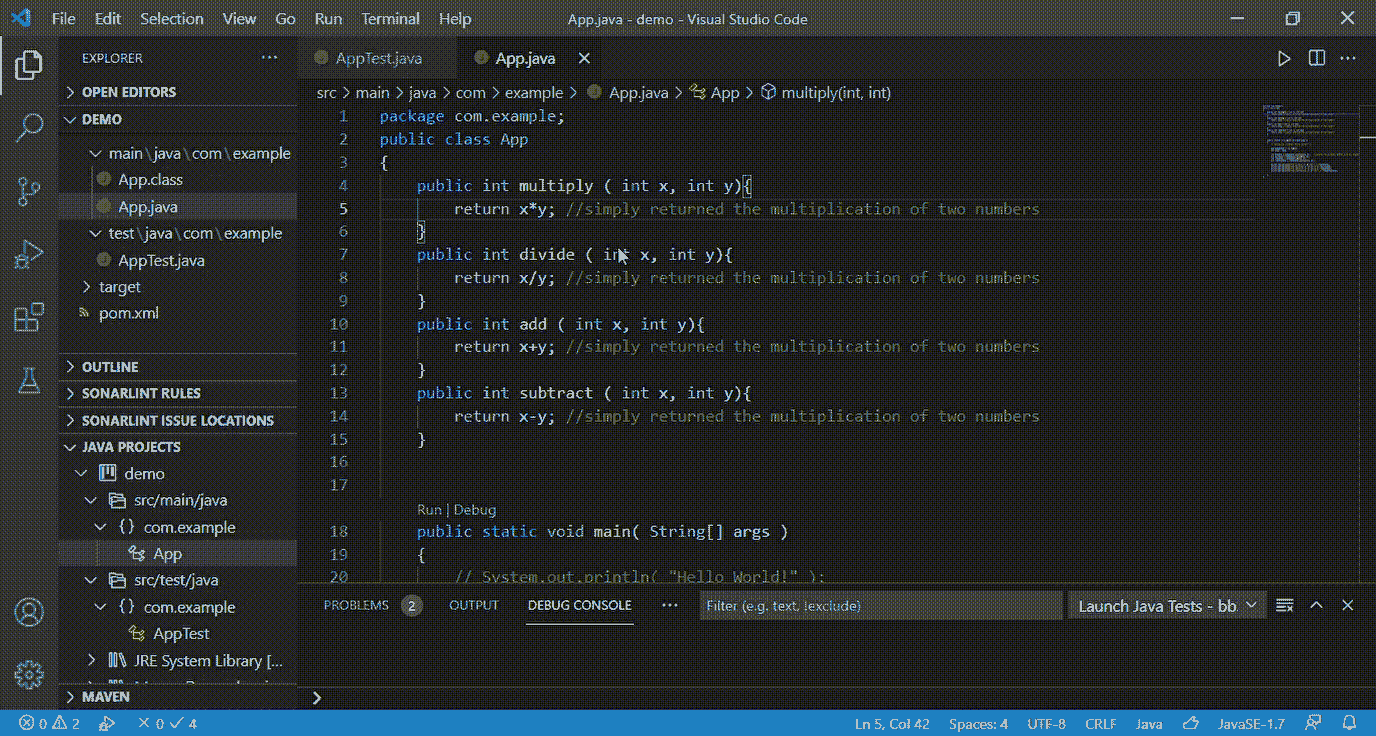 File Edit Selection View Go Run Terminal Help App.java - demo - Visual Studio Code
EXPLORER
OPEN EDITORS
DEMO
main\java\com\example
App.class
App.java
test\java\com\example
AppTest.java
target
pom.xml
OUTLINE
SONARLINT RULES
SONARLINT ISSUE LOCATIONS
JAVA PROJECTS
demo
src/main/java
{} com.example
App
src/test/java
{} com.example
AppTest
JRE System Library [...
MAVEN
AppTest.java App.java
src > main > java > com > example > App.java > App > multiply(int, int)
1 package com.example;
2 public class App
3 {
4 public int multiply ( int x, int y){
5 return x*y; //simply returned the multiplication of two numbers
6 }
7 public int divide ( int x, int y){
8 return x/y; //simply returned the multiplication of two numbers
9 }
10 public int add ( int x, int y){
11 return x+y; //simply returned the multiplication of two numbers
12 }
13 public int subtract ( int x, int y){
14 return x-y; //simply returned the multiplication of two numbers
15 }
16
17
Run | Debug
18 public static void main( String[] args )
19 {
20 // System.out.println( "Hello World!" );
PROBLEMS 2 OUTPUT DEBUG CONSOLE Filter (e.g. text, !exclude) Launch Java Tests - bb
0 2 0 4 Ln 5, Col 42 Spaces: 4 UTF-8 CRLF Java JavaSE-1.7